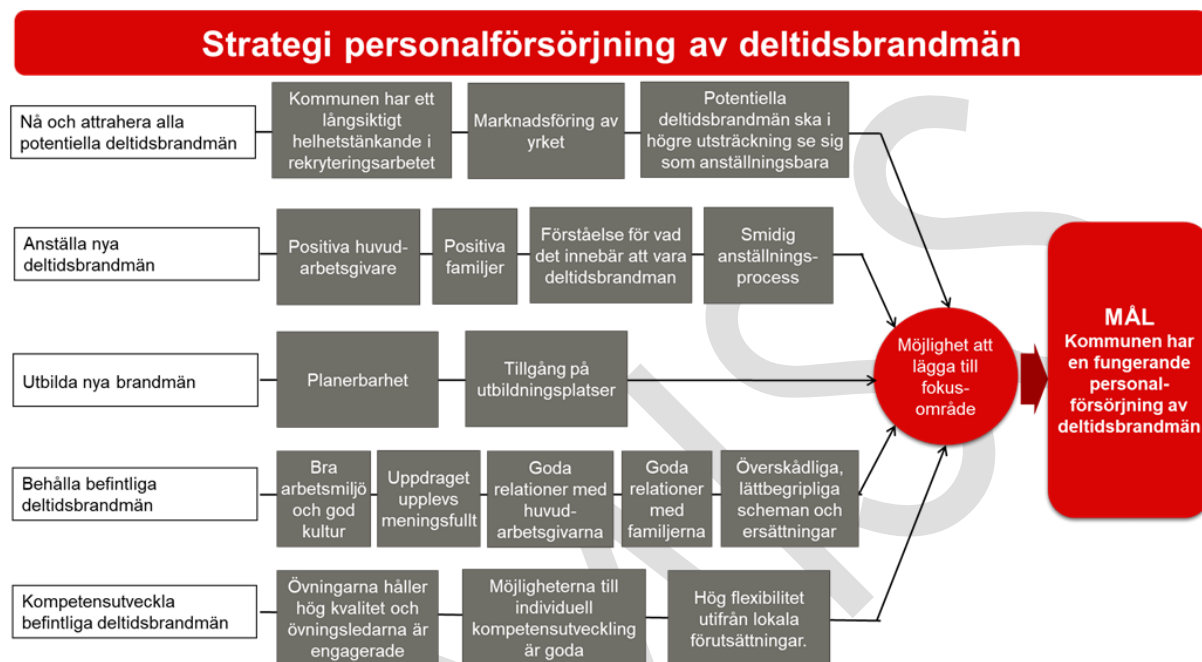 Strategi personalförsörjning av deltidsbrandmän
Nå och attrahera alla
potentiella deltidsbrandmän
Kommunen har ett
långsiktigt
helhetstänkande i
rekryteringsarbetet
Marknadsföring av
yrket
Potentiella
deltidsbrandmän ska i
högre utsträckning se sig
som anställningsbara
Anställa nya
deltidsbrandmän
Positiva huvud-
arbetsgivare
Positiva
familjer
Förståelse för vad
det innebär att vara
deltidsbrandman
Smidig
anställnings-
process
Utbilda nya brandmän
Planerbarhet
Tillgång på
utbildningsplatser
Behålla befintliga
deltidsbrandmän
Bra
arbetsmiljö
och god
kultur
Uppdraget
upplevs
meningsfullt
Goda
relationer med
huvud-
arbetsgivarna
Goda
relationer
med
familjerna
Överskådliga,
lättbegripliga
scheman och
ersättningar
Kompetensutveckla
befintliga deltidsbrandmän
Övningarna håller
hög kvalitet och
övningsledarna är
engagerade
Möjligheterna till
individuell
kompetensutveckling
är goda
Hög flexibilitet
utifrån lokala
förutsättningar.
Möjlighet att
lägga till
fokus-
område
MÅL
Kommunen har
en fungerande
personal-
försörjning av
deltidsbrandmän